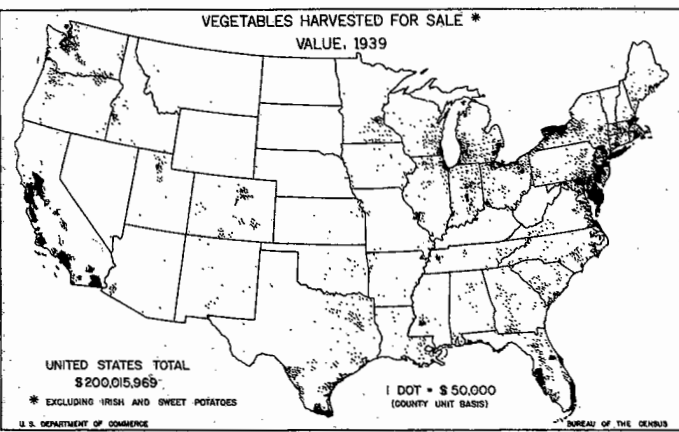 VEGETABLES HARVESTED FOR SALE *
VALUE, 1939
UNITED STATES TOTAL
$200,015,969
* EXCLUDING IRISH AND SWEET POTATOES
1 DOT = $50,000
(COUNTY UNIT BASIS)
U. S. DEPARTMENT OF COMMERCE
BUREAU OF THE CENSUS